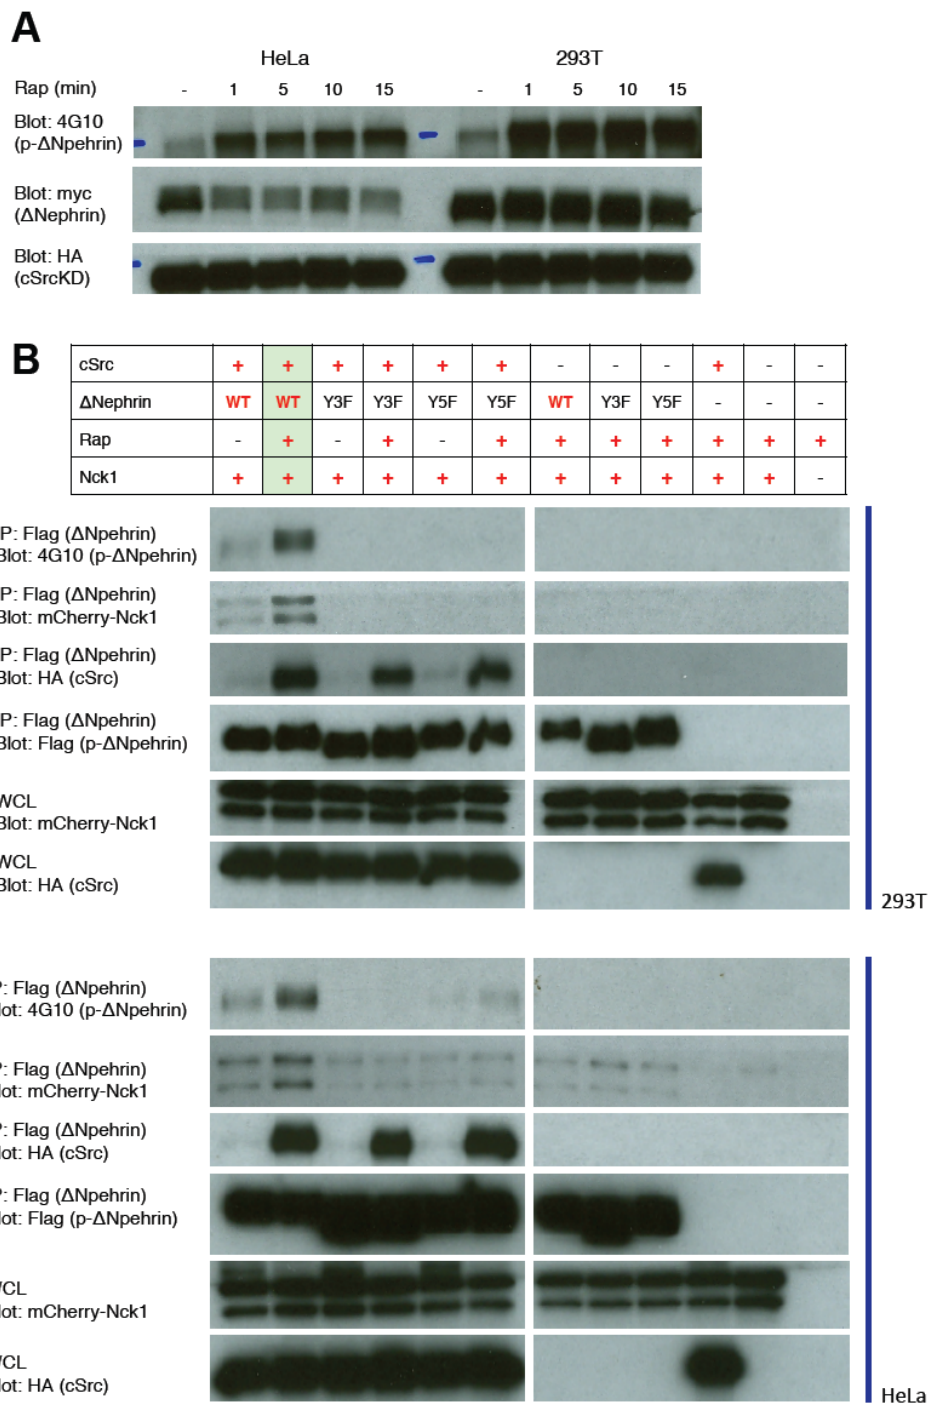 A
HeLa 293T
Rap (min) - 1 5 10 15 - 1 5 10 15
Blot: 4G10
(p-ΔNpehrin)
Blot: myc
(ΔNephrin)
Blot: HA
(cSrcKD)
B
cSrc + + + + + + - - - + - -
ΔNephrin WT WT Y3F Y3F Y5F Y5F WT Y3F Y5F - - -
Rap - + - + - + + + + + + +
Nck1 + + + + + + + + + + + -
P: Flag (ΔNpehrin)
Blot: 4G10 (p-ΔNpehrin)
P: Flag (ΔNpehrin)
Blot: mCherry-Nck1
P: Flag (ΔNpehrin)
Blot: HA (cSrc)
P: Flag (ΔNpehrin)
Blot: Flag (p-ΔNpehrin)
WCL
Blot: mCherry-Nck1
WCL
Blot: HA (cSrc)
293T
P: Flag (ΔNpehrin)
lot: 4G10 (p-ΔNpehrin)
P: Flag (ΔNpehrin)
lot: mCherry-Nck1
P: Flag (ΔNpehrin)
lot: HA (cSrc)
P: Flag (ΔNpehrin)
lot: Flag (p-ΔNpehrin)
CL
lot: mCherry-Nck1
CL
lot: HA (cSrc)
HeLa